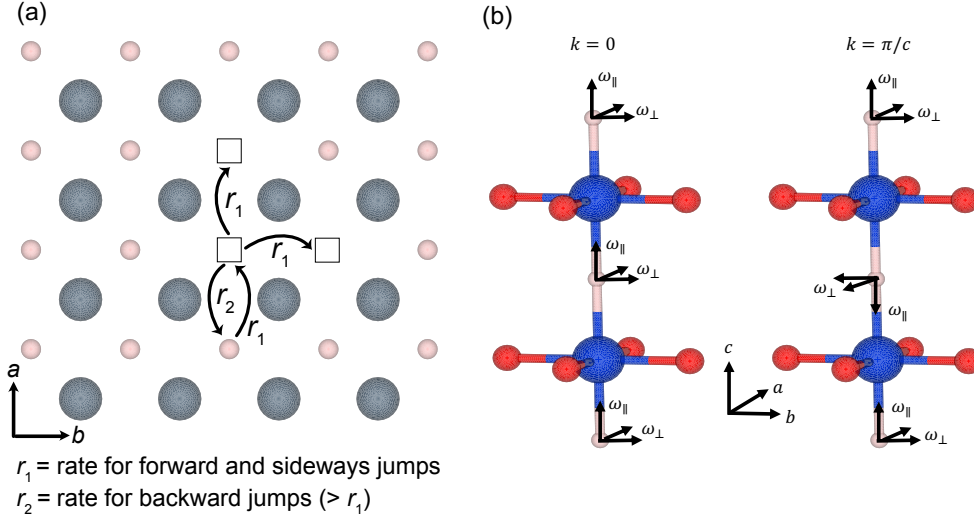 (a)
r₁
r₁
r₂
r₁
a
b
r₁ = rate for forward and sideways jumps
r₂ = rate for backward jumps (> r₁)
(b)
k = 0
k = π/c
ω∥
ω⊥
ω∥
ω⊥
ω∥
ω⊥
ω∥
ω⊥
ω⊥
ω∥
ω∥
ω⊥
c
a
b